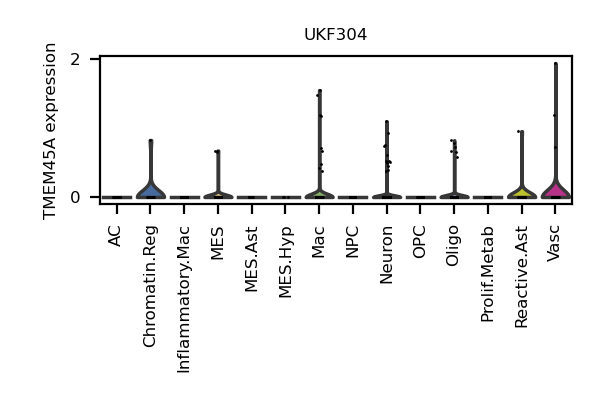 UKF304
TMEM45A expression
2
0
AC
Chromatin.Reg
Inflammatory.Mac
MES
MES.Ast
MES.Hyp
Mac
NPC
Neuron
OPC
Oligo
Prolif.Metab
Reactive.Ast
Vasc